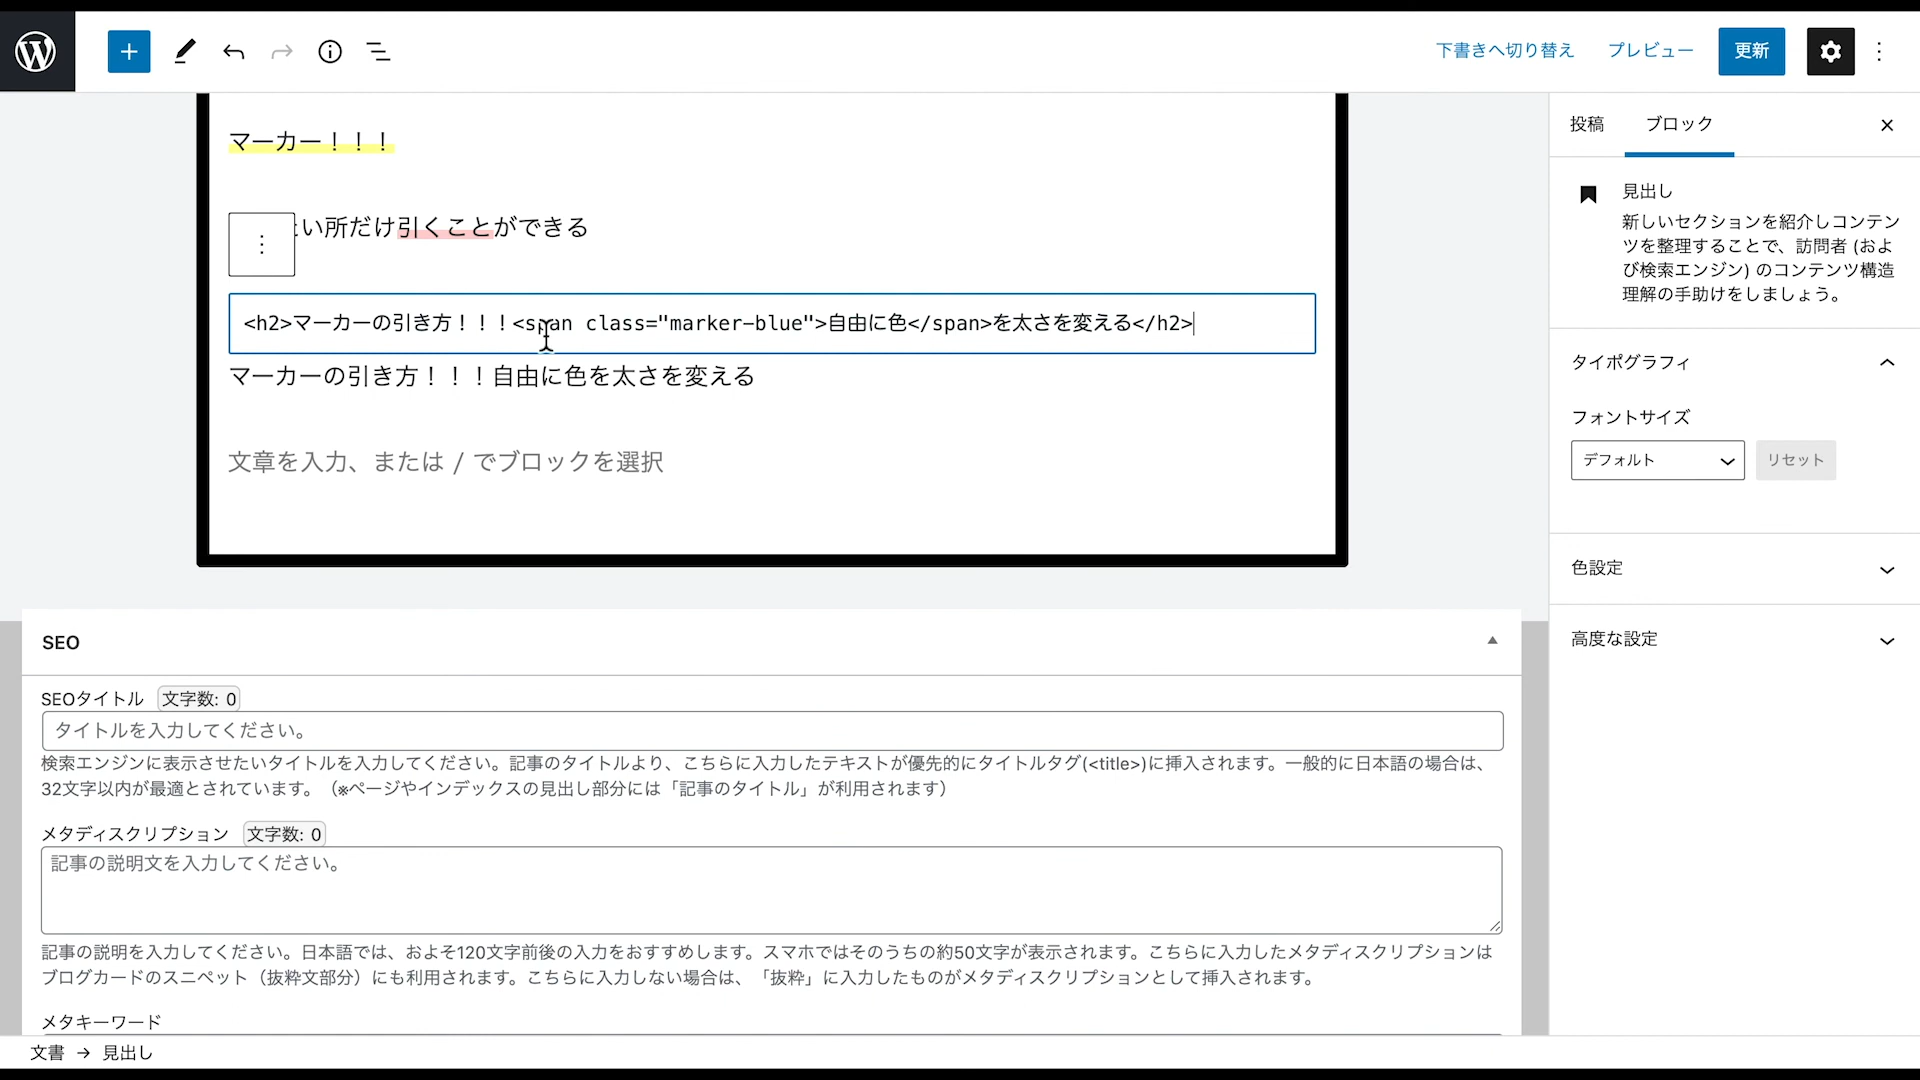 下書きへ切り替え プレビュー 更新
マーカー！！！
い所だけ引くことができる
<h2>マーカーの引き方！！！<span class="marker-blue">自由に色</span>を太さを変える</h2>
マーカーの引き方！！！自由に色を太さを変える
文章を入力、または / でブロックを選択
SEO
SEOタイトル 文字数: 0
タイトルを入力してください。
検索エンジンに表示させたいタイトルを入力してください。記事のタイトルより、こちらに入力したテキストが優先的にタイトルタグ(<title>)に挿入されます。一般的に日本語の場合は、
32文字以内が最適とされています。（※ページやインデックスの見出し部分には「記事のタイトル」が利用されます）
メタディスクリプション 文字数: 0
記事の説明文を入力してください。
記事の説明を入力してください。日本語では、およそ120文字前後の入力をおすすめします。スマホではそのうちの約50文字が表示されます。こちらに入力したメタディスクリプションは
ブログカードのスニペット（抜粋文部分）にも利用されます。こちらに入力しない場合は、「抜粋」に入力したものがメタディスクリプションとして挿入されます。
メタキーワード
文書 → 見出し
投稿 ブロック
見出し
新しいセクションを紹介しコンテン
ツを整理することで、訪問者 (およ
び検索エンジン) のコンテンツ構造
理解の手助けをしましょう。
タイポグラフィ
フォントサイズ
デフォルト リセット
色設定
高度な設定